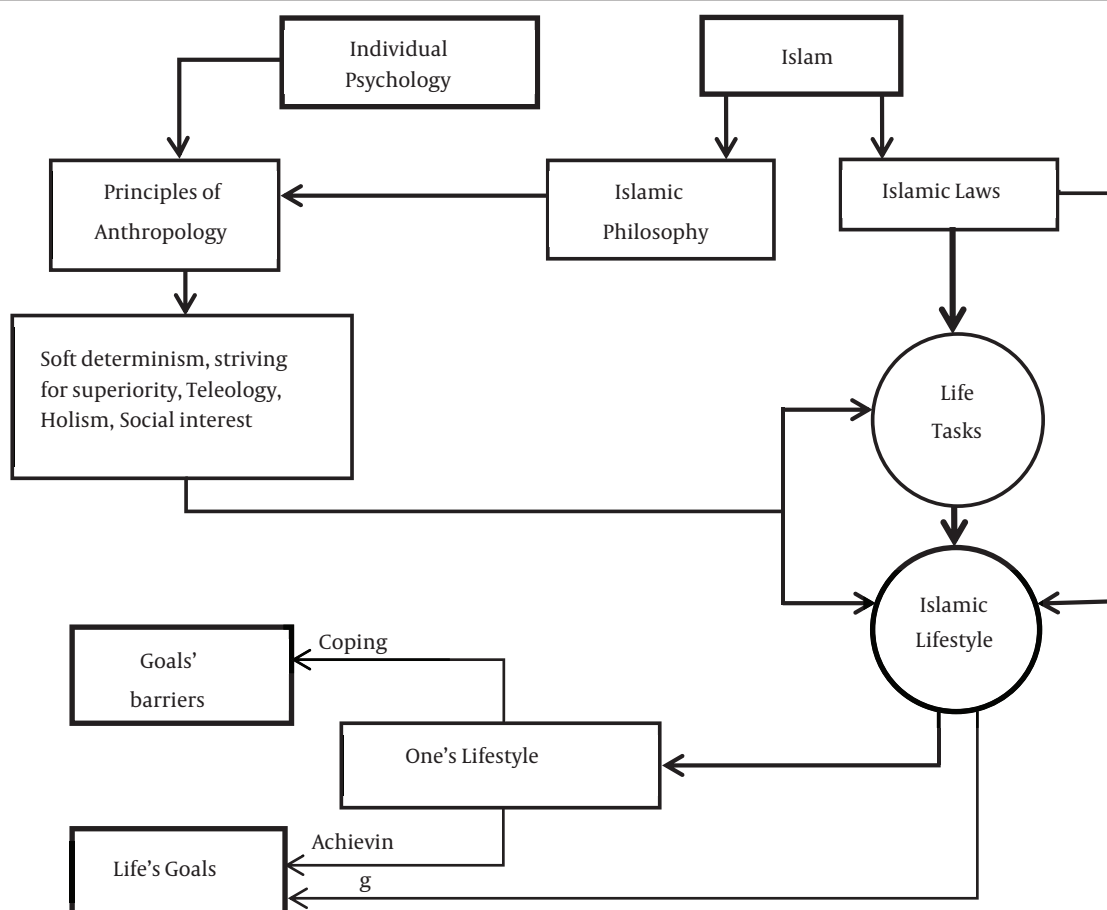 Individual
Psychology
Islam
Principles of
Anthropology
Islamic
Philosophy
Islamic Laws
Soft determinism, striving
for superiority, Teleology,
Holism, Social interest
Life
Tasks
Islamic
Lifestyle
Coping
Goals’
barriers
One’s Lifestyle
Achievin
g
Life’s Goals